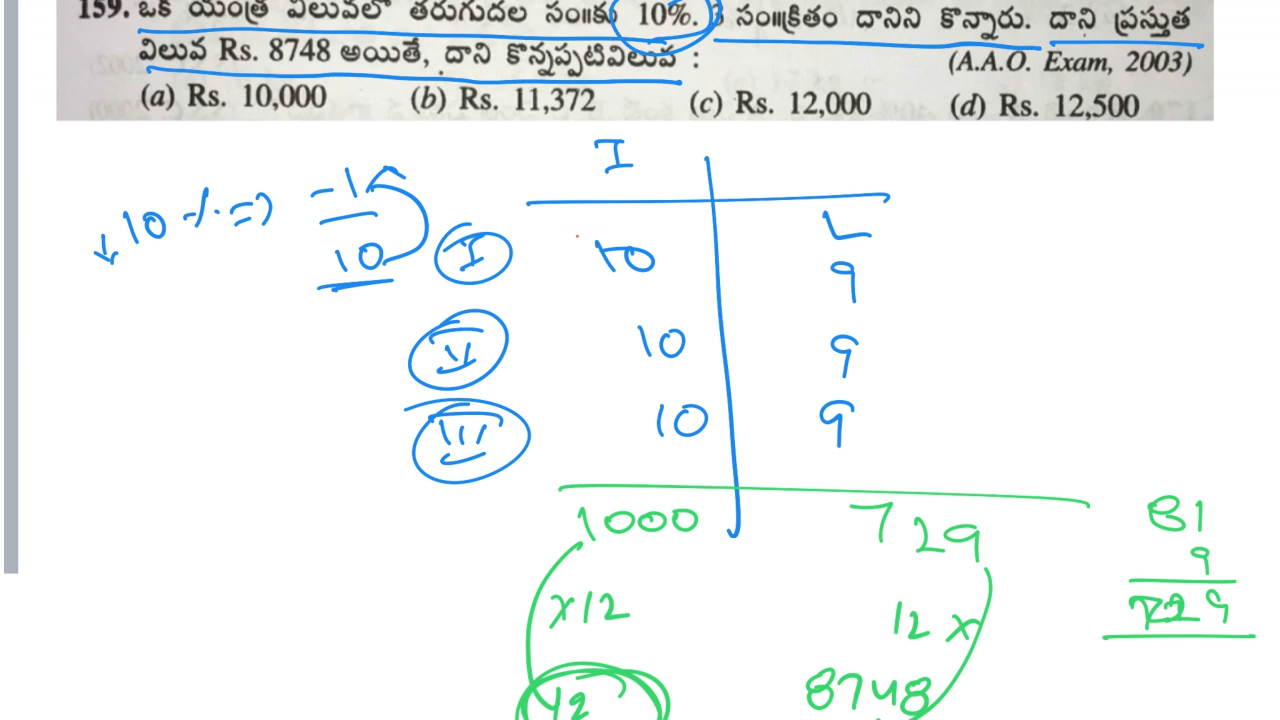 159. ఒక యంత్ర విలువలో తరుగుదల సం॥కు 10%. 3 సం॥క్రితం దానిని కొన్నారు. దాని ప్రస్తుత
విలువ Rs. 8748 అయితే, దాని కొన్నప్పటివిలువ :
(A.A.O. Exam, 2003)
(a) Rs. 10,000 (b) Rs. 11,372 (c) Rs. 12,000 (d) Rs. 12,500
I
↓10%=> -1
10
L
I 10 9
II 10 9
III 10 9
1000 729
81
9
729
x12 12 x
12 8748